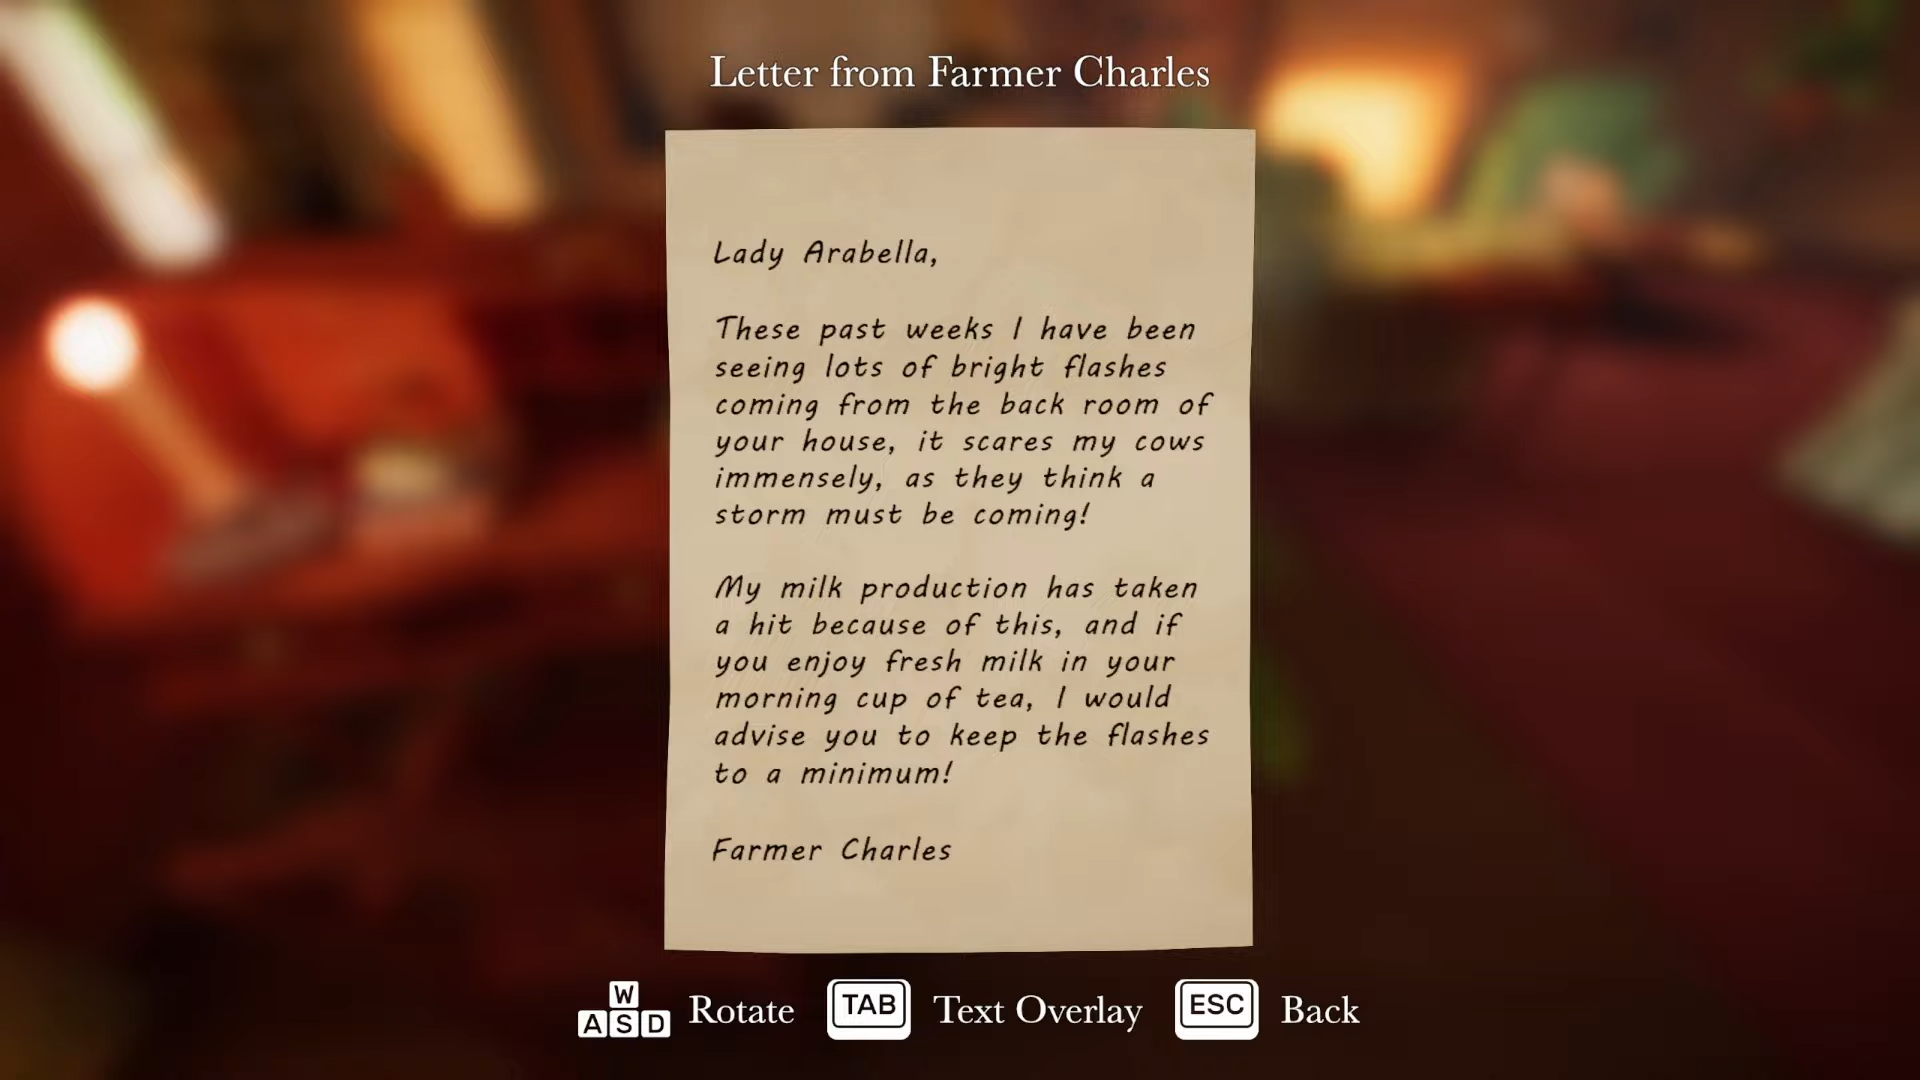 Letter from Farmer Charles
Lady Arabella,
These past weeks I have been
seeing lots of bright flashes
coming from the back room of
your house, it scares my cows
immensely, as they think a
storm must be coming!
My milk production has taken
a hit because of this, and if
you enjoy fresh milk in your
morning cup of tea, I would
advise you to keep the flashes
to a minimum!
Farmer Charles
W
A S D Rotate TAB Text Overlay ESC Back